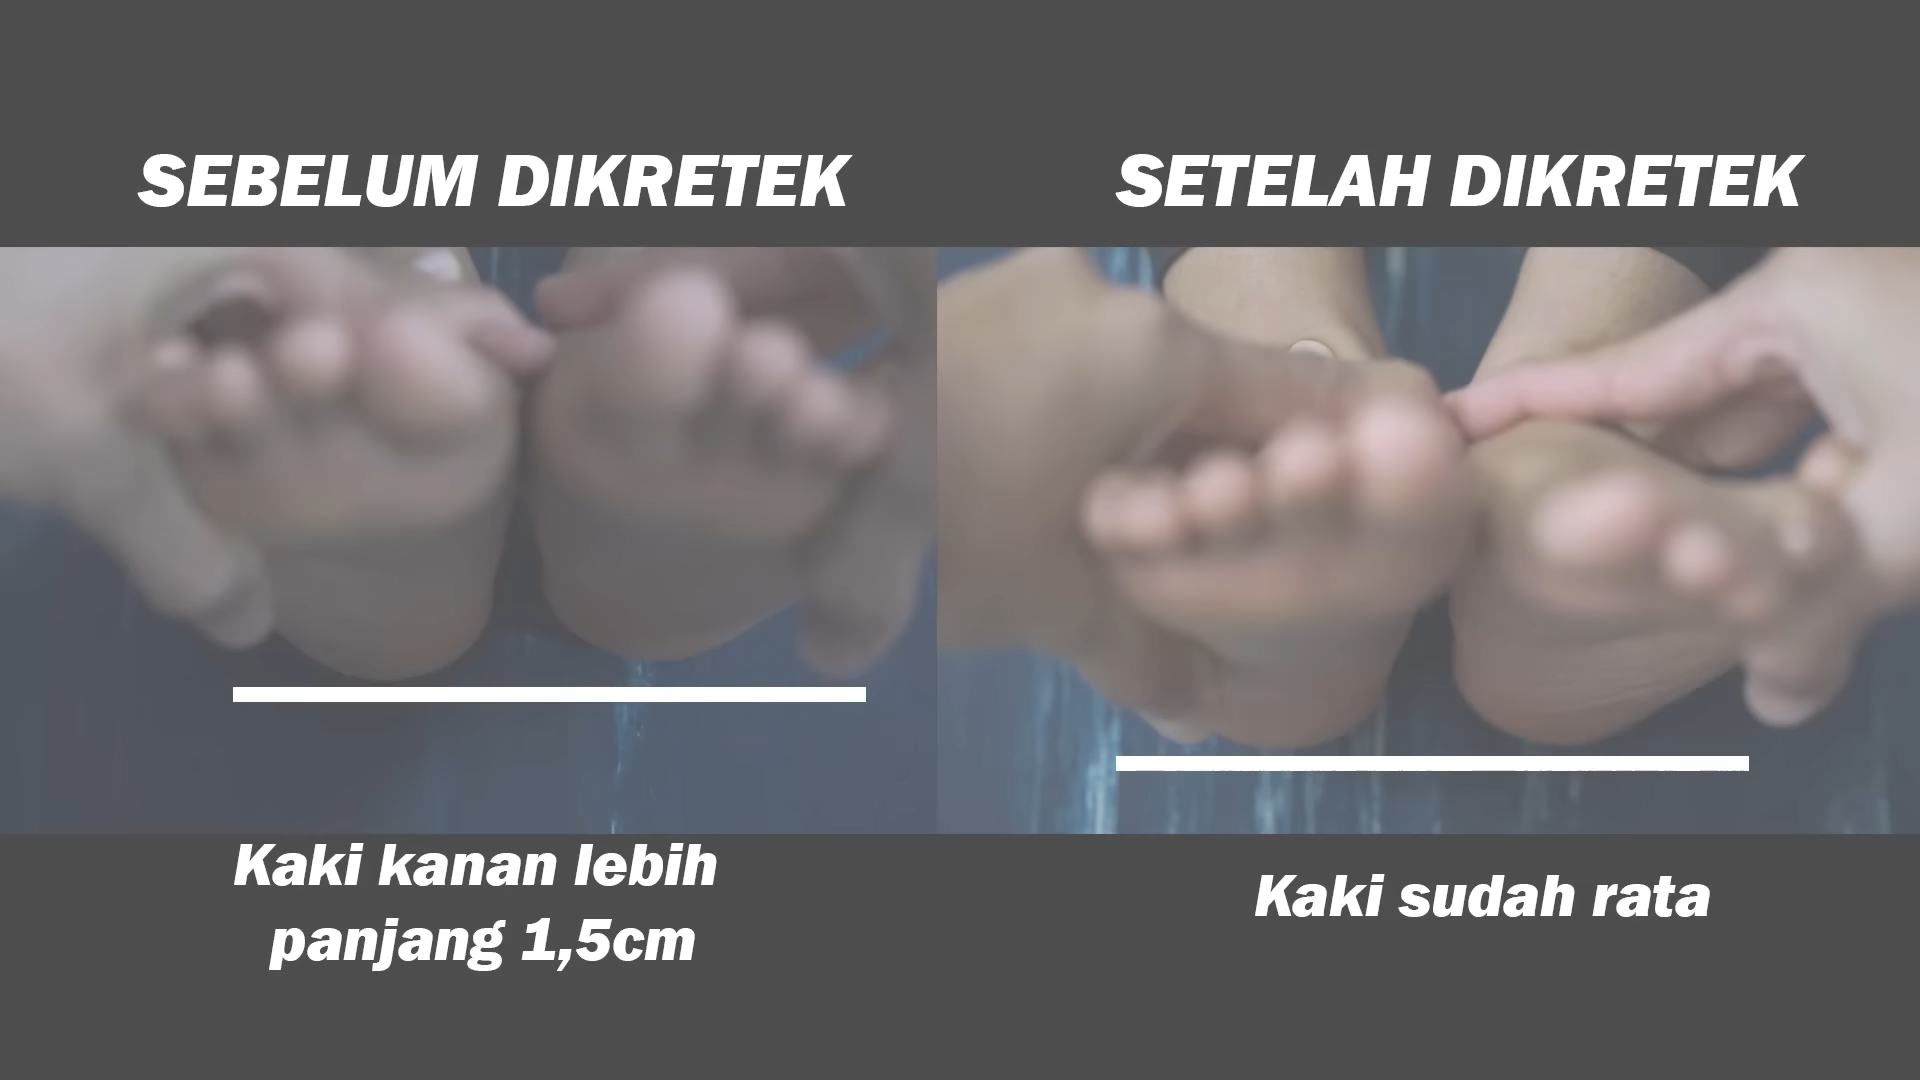 SEBELUM DIKRETEK
SETELAH DIKRETEK
Kaki kanan lebih
panjang 1,5cm
Kaki sudah rata